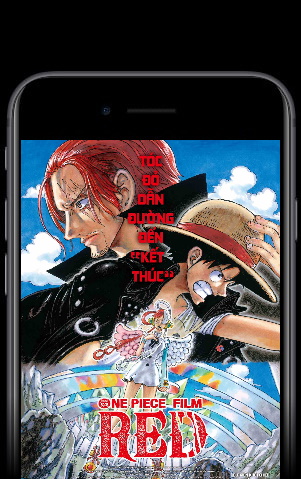 TÓC
ĐỎ
DẪN
ĐƯỜNG
ĐẾN
"KẾT
THÚC"
ONE PIECE FILM
RED